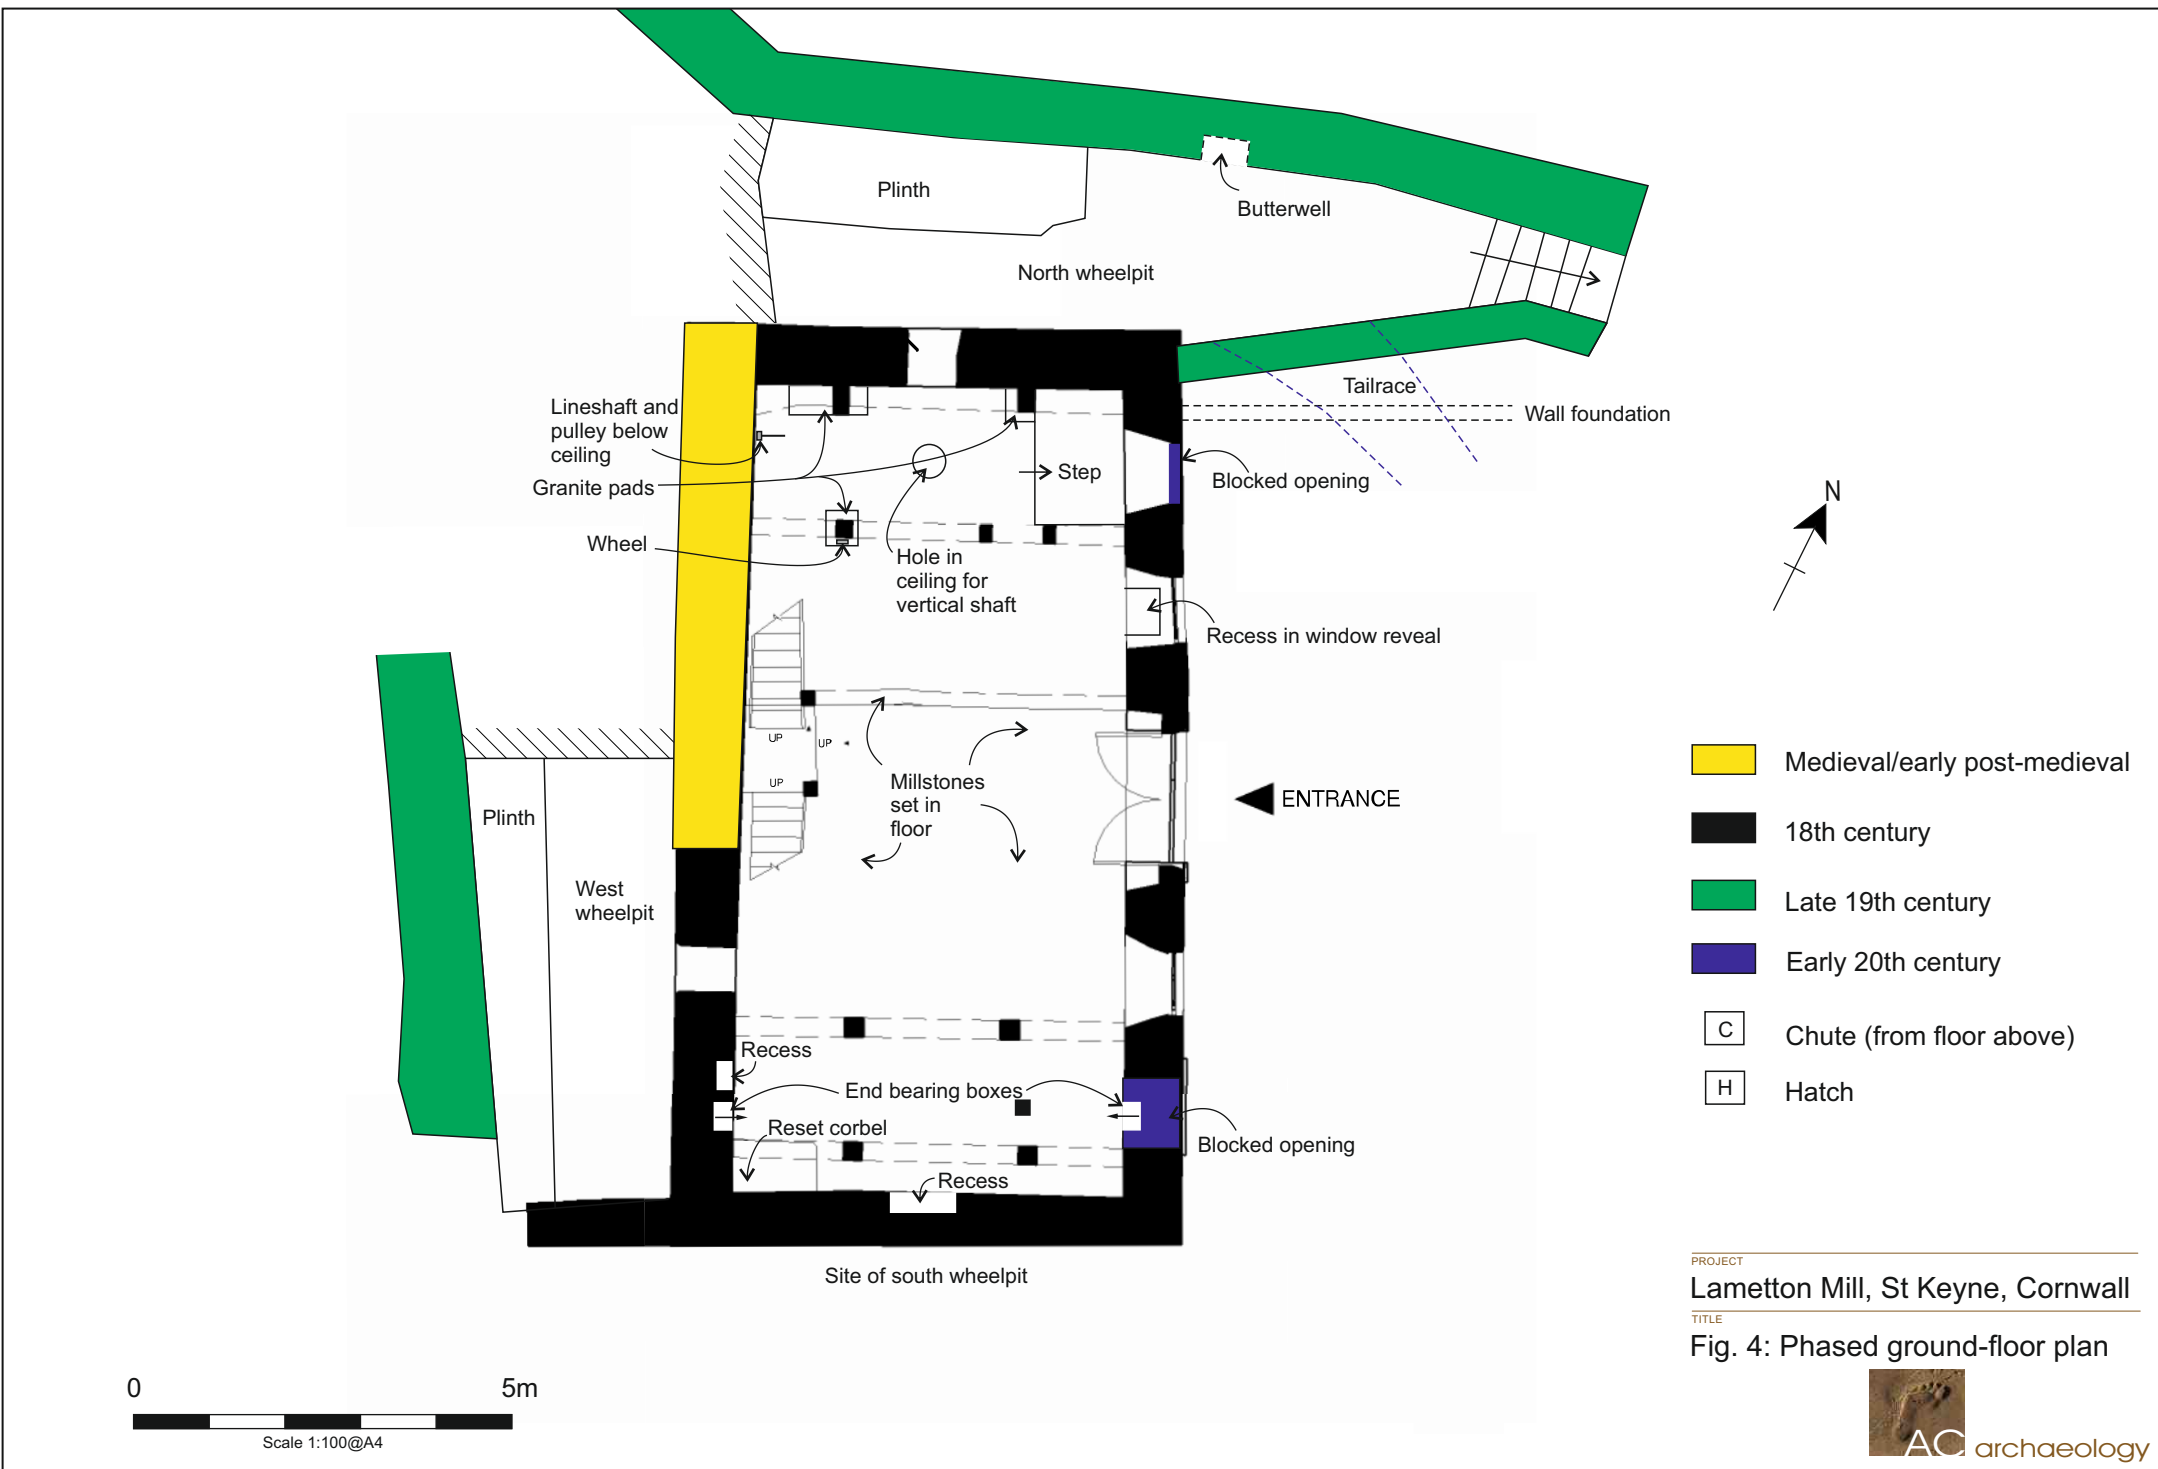 Plinth
Butterwell
North wheelpit
Lineshaft and
pulley below
ceiling
Tailrace
Wall foundation
Step
Granite pads
Blocked opening
N
Wheel
Hole in
ceiling for
vertical shaft
Recess in window reveal
UP
UP
UP
Millstones
set in
floor
ENTRANCE
Plinth
West
wheelpit
Medieval/early post-medieval
18th century
Late 19th century
Early 20th century
C Chute (from floor above)
H Hatch
Recess
End bearing boxes
Reset corbel
Blocked opening
Recess
Site of south wheelpit
PROJECT
Lametton Mill, St Keyne, Cornwall
TITLE
Fig. 4: Phased ground-floor plan
0 5m
Scale 1:100@A4
AC archaeology